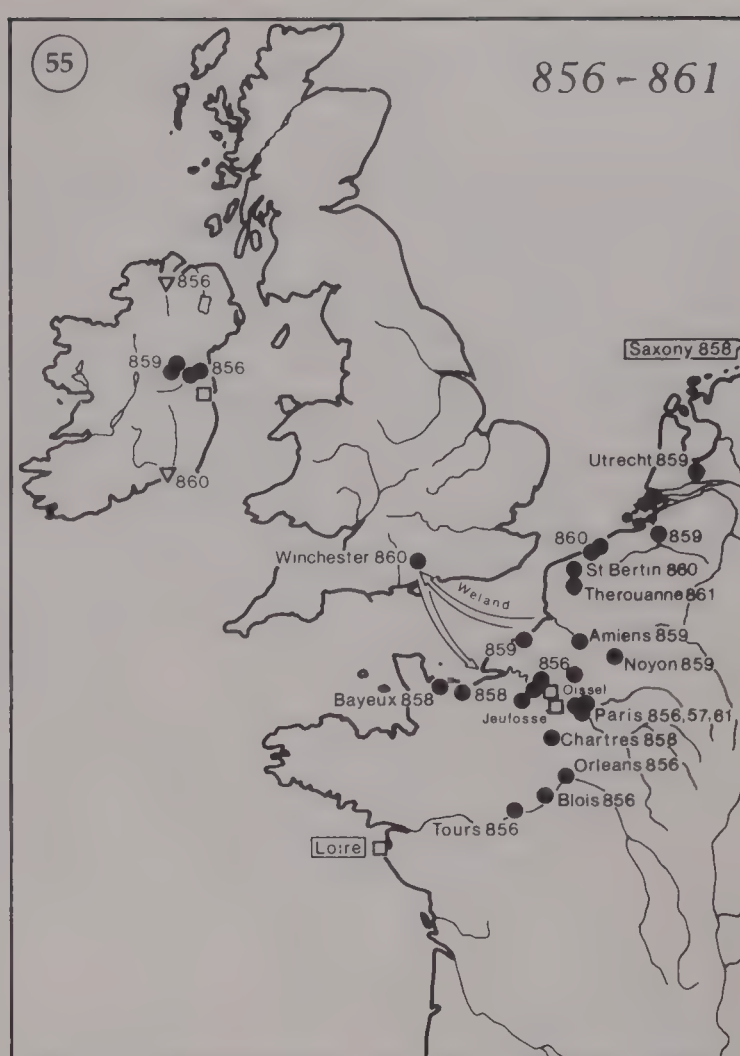 55
856 - 861
856
859
856
860
Saxony 858
Utrecht 859
859
860
Winchester 860
St Bertin 860
Therouanne 861
Weland
859
Amiens 859
Noyon 859
856
Bayeux 858
858
Oissel
Jeufosse
Paris 856,57,61
Chartres 858
Orleans 856
Blois 856
Tours 856
Loire